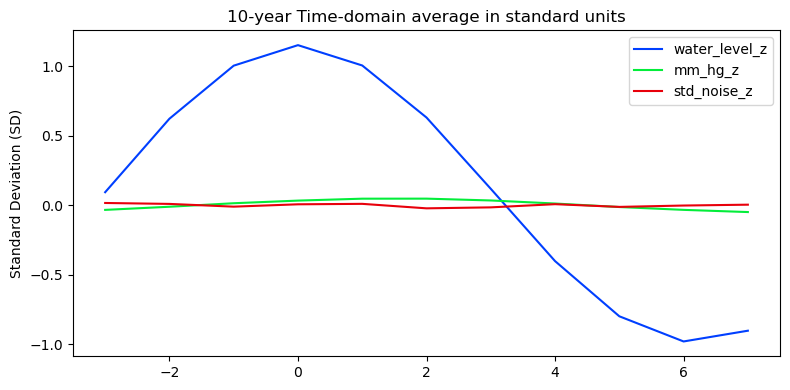 10-year Time-domain average in standard units
water_level_z
mm_hg_z
std_noise_z
Standard Deviation (SD)
1.0
0.5
0.0
−0.5
−1.0
−2
0
2
4
6